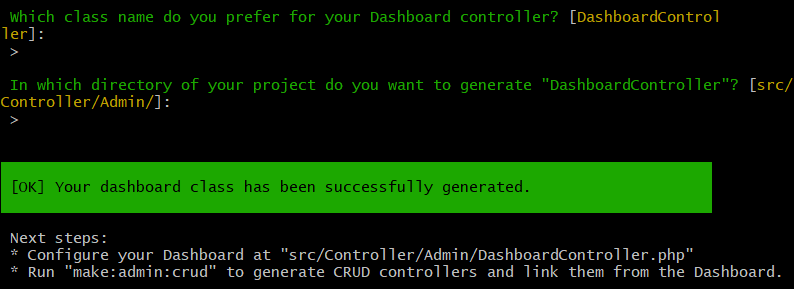 Which class name do you prefer for your Dashboard controller? [DashboardControl
ler]:
>
In which directory of your project do you want to generate "DashboardController"? [src/
Controller/Admin/]:
>
[OK] Your dashboard class has been successfully generated.
Next steps:
* Configure your Dashboard at "src/Controller/Admin/DashboardController.php"
* Run "make:admin:crud" to generate CRUD controllers and link them from the Dashboard.